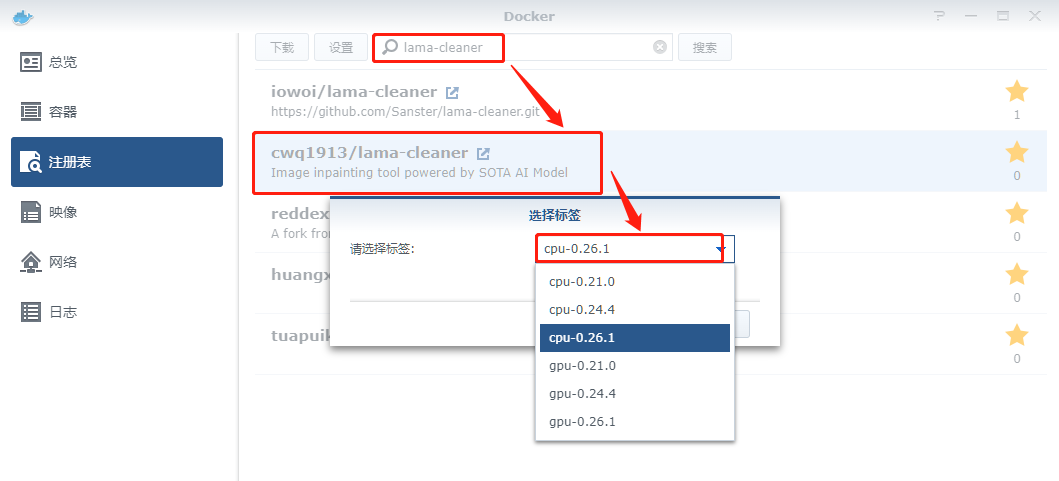 Docker
总览
容器
注册表
映像
网络
日志
下载
设置
lama-cleaner
搜索
iowoi/lama-cleaner
https://github.com/Sanster/lama-cleaner.git
1
cwq1913/lama-cleaner
Image inpainting tool powered by SOTA AI Model
0
reddex
A fork fron
0
huangx
0
tuapuik
0
选择标签
请选择标签:
cpu-0.26.1
cpu-0.21.0
cpu-0.24.4
cpu-0.26.1
gpu-0.21.0
gpu-0.24.4
gpu-0.26.1